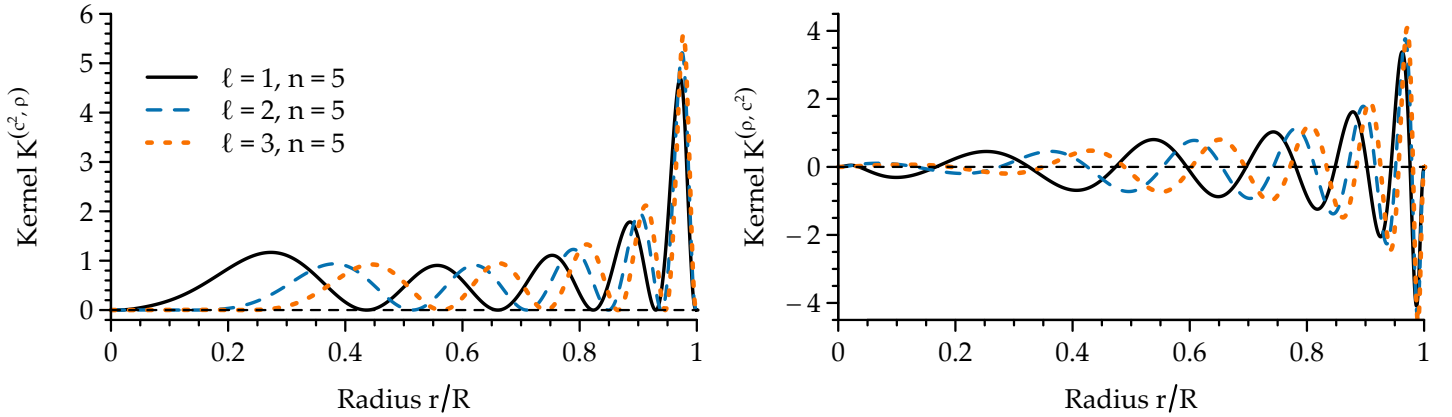 Kernel K^(c², ρ)
6
5
4
3
2
1
0
ℓ = 1, n = 5
ℓ = 2, n = 5
ℓ = 3, n = 5
0 0.2 0.4 0.6 0.8 1
Radius r/R
Kernel K^(ρ, c²)
4
2
0
−2
−4
0 0.2 0.4 0.6 0.8 1
Radius r/R